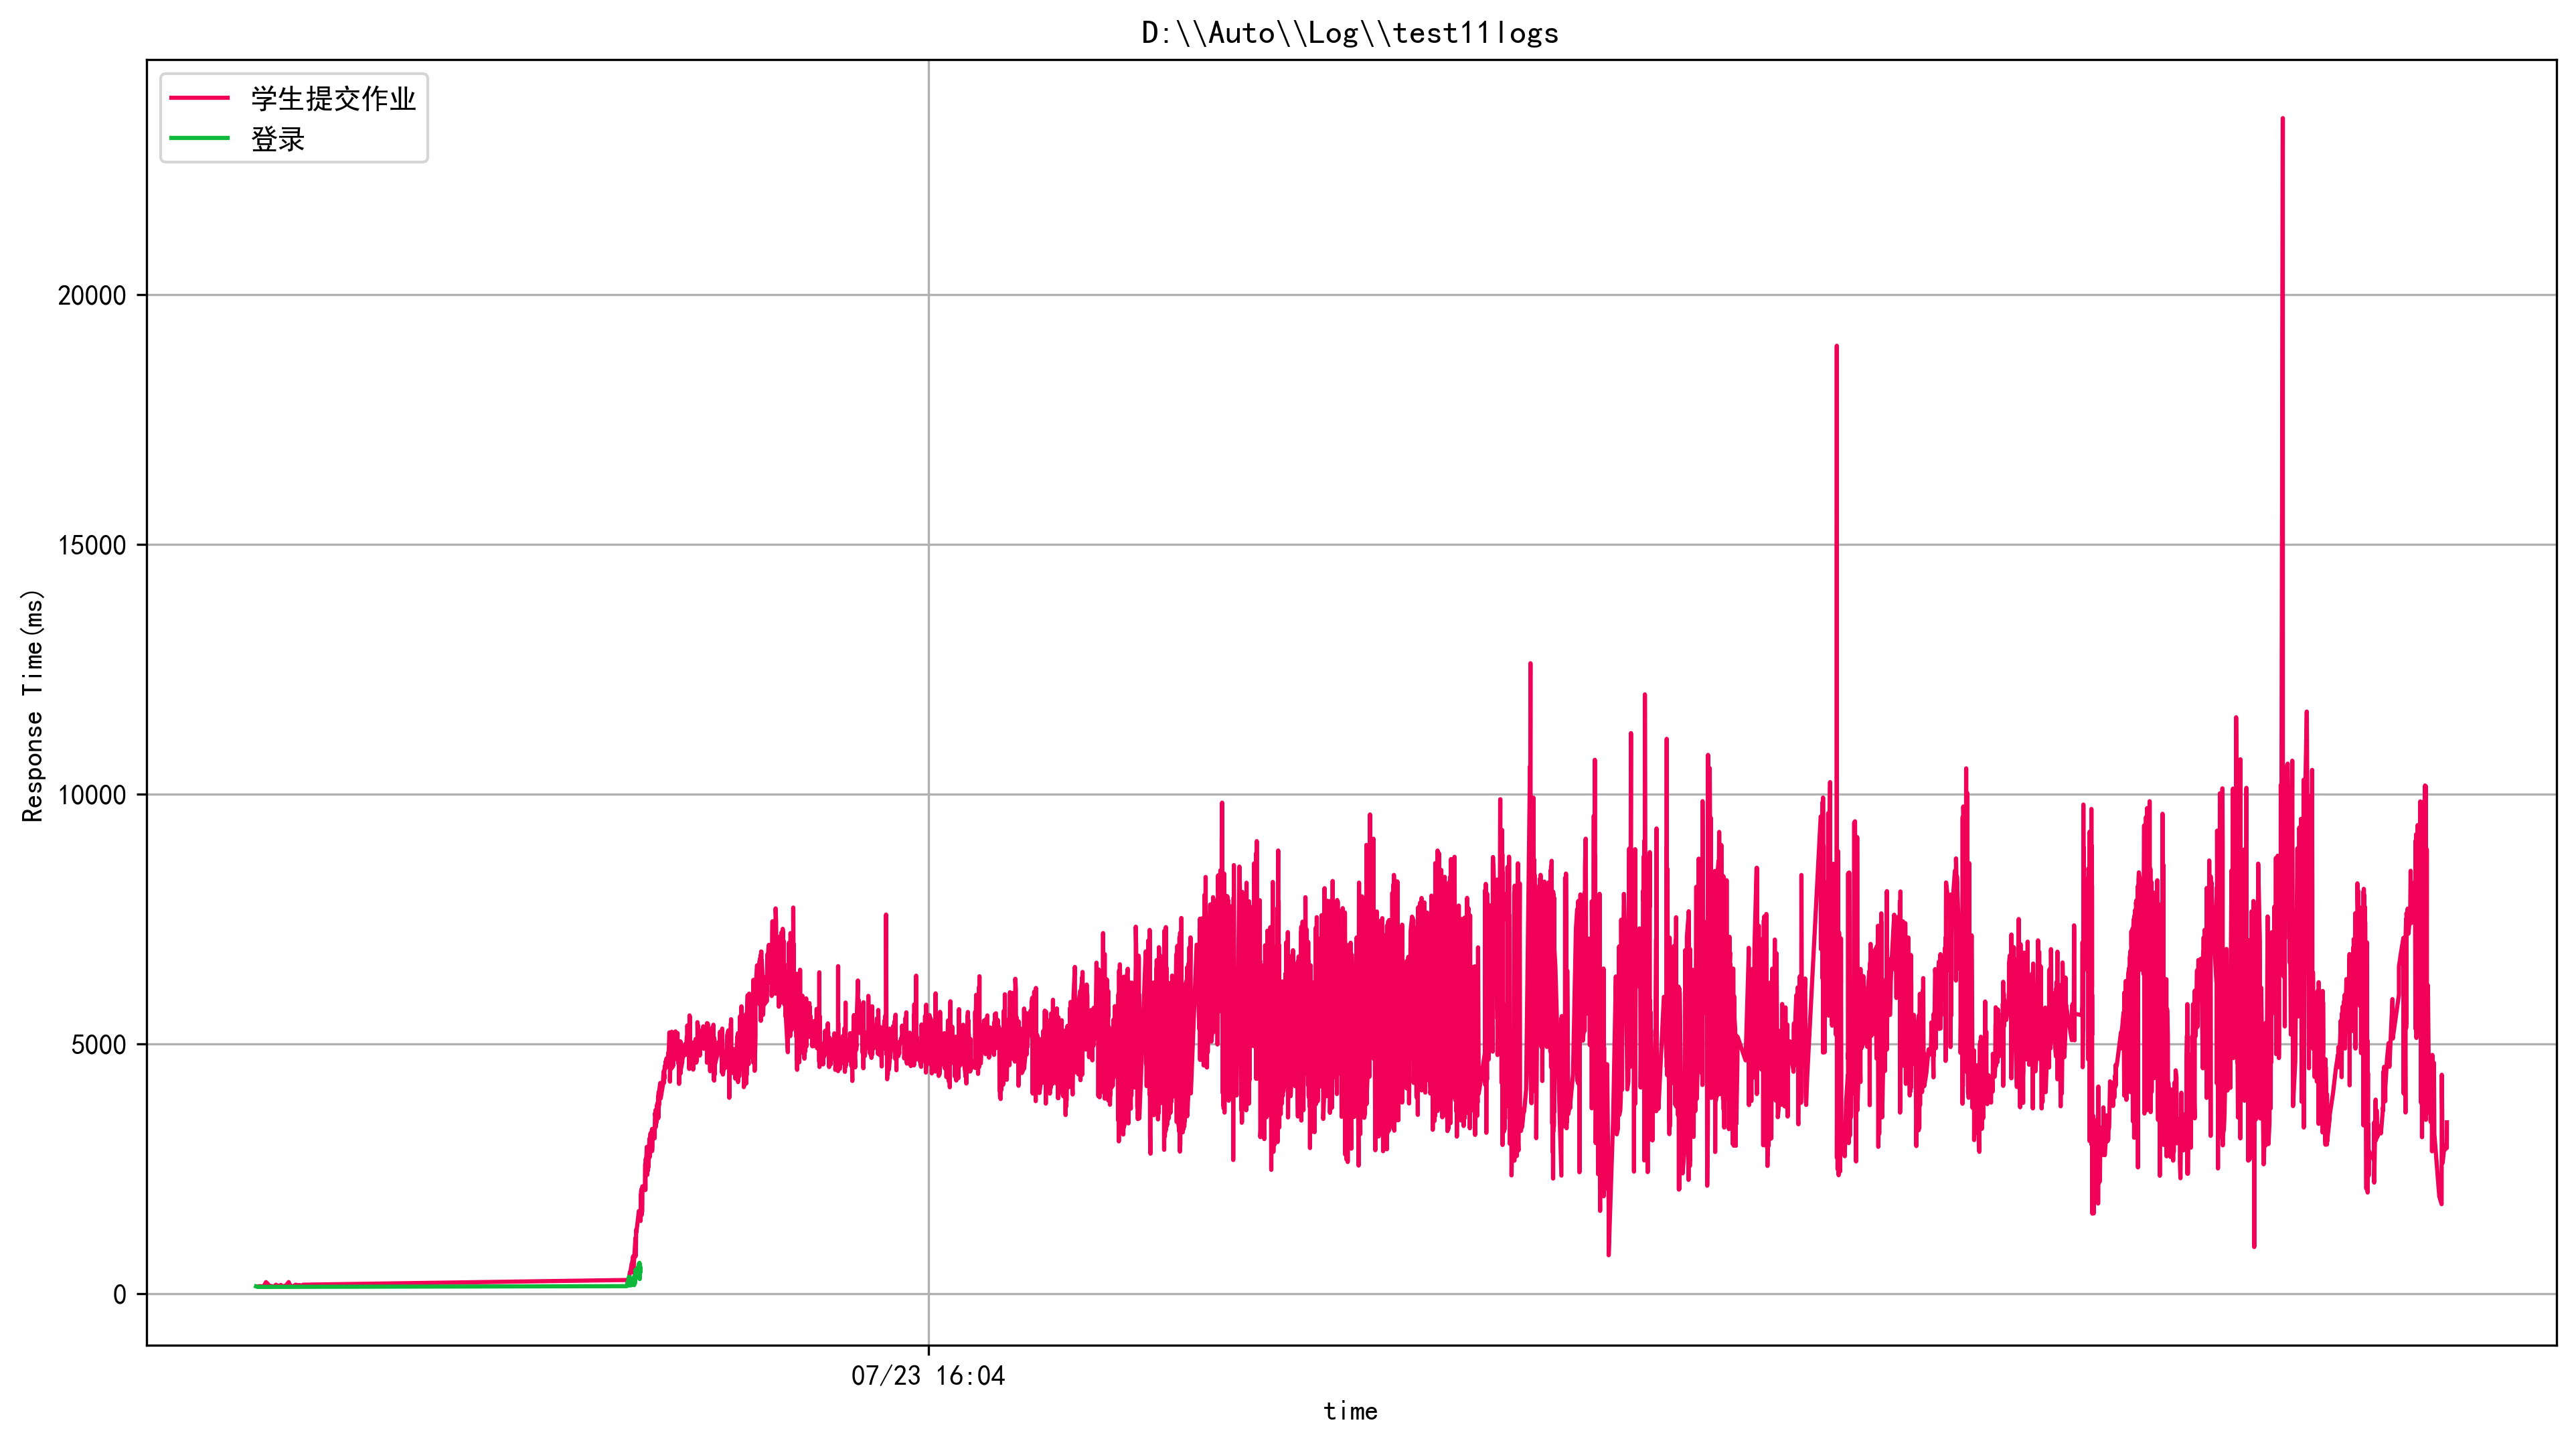 D:\\Auto\\Log\\test11logs
学生提交作业
登录
20000
15000
10000
5000
0
Response Time(ms)
07/23 16:04
time